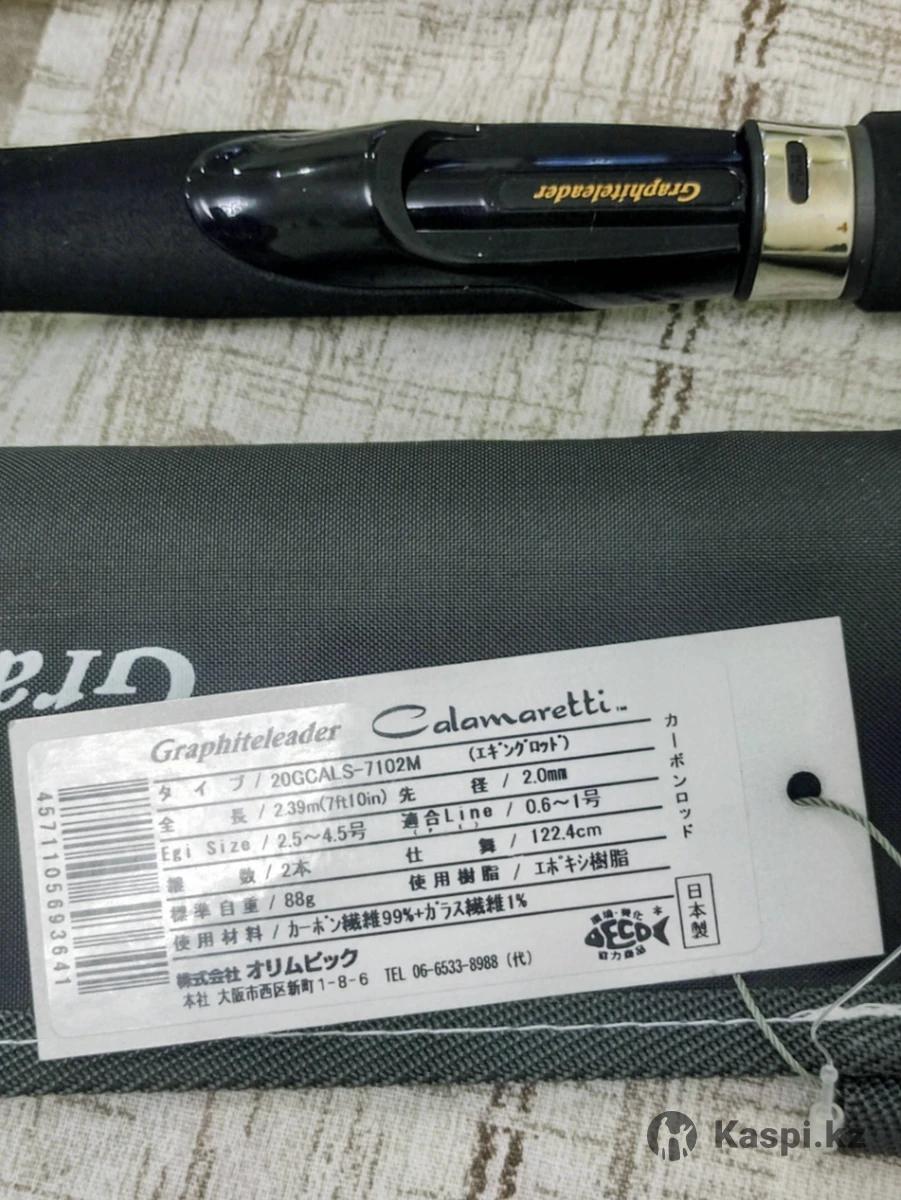 Graphiteleader
Gra
Graphiteleader Calamaretti™
タイプ / 20GCALS-7102M (エギングロッド)
全長 / 2.39m(7ft10in) 先径 / 2.0mm
Egi Size / 2.5〜4.5号 適合Line / 0.6〜1号
継数 / 2本 仕舞 / 122.4cm
標準自重 / 88g 使用樹脂 / エポキシ樹脂
使用材料 / カーボン繊維99%+ガラス繊維1%
株式会社 オリムピック
本社 大阪市西区新町1-8-6 TEL 06-6533-8988 (代)
カーボンロッド
日本製
DECO
4571105693641
Kaspi.kz